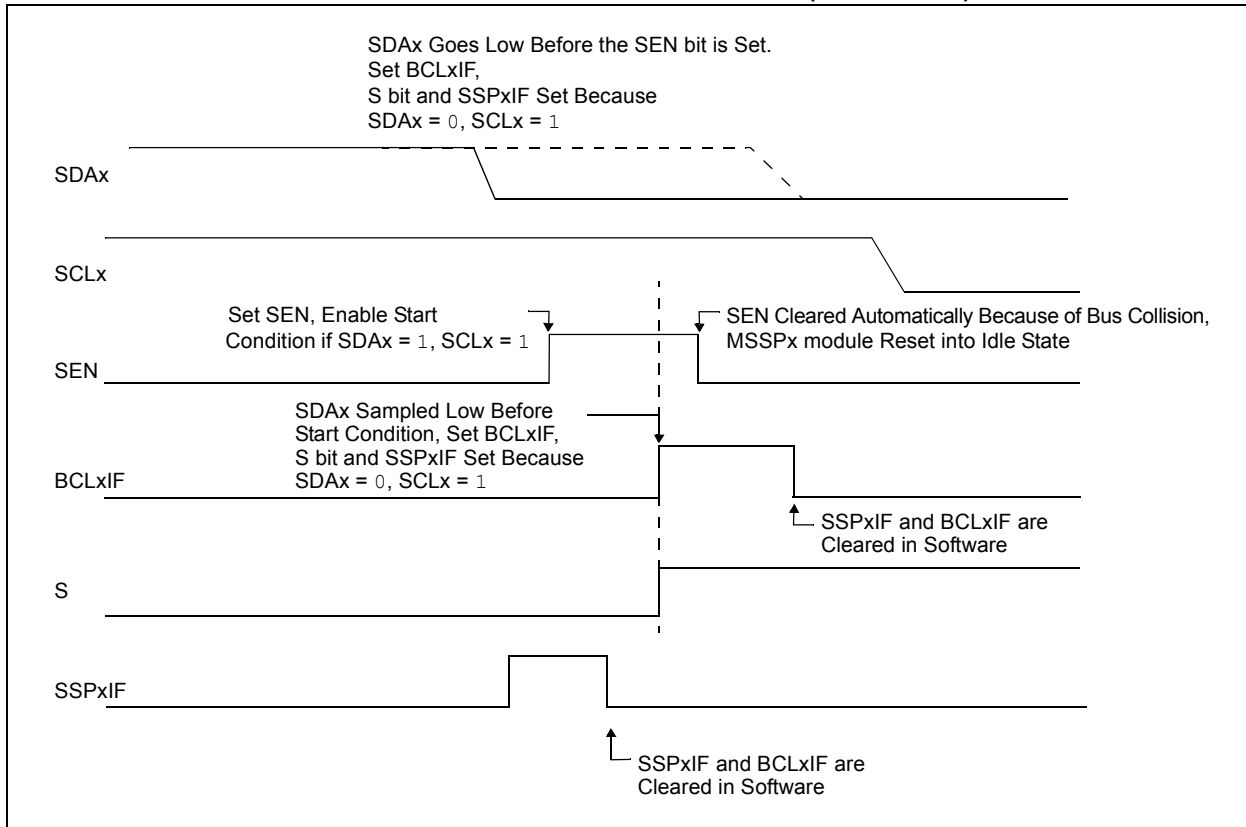 SDAx Goes Low Before the SEN bit is Set.
Set BCLxIF,
S bit and SSPxIF Set Because
SDAx = 0, SCLx = 1
SDAx
SCLx
Set SEN, Enable Start
Condition if SDAx = 1, SCLx = 1
SEN Cleared Automatically Because of Bus Collision,
MSSPx module Reset into Idle State
SEN
SDAx Sampled Low Before
Start Condition, Set BCLxIF,
S bit and SSPxIF Set Because
SDAx = 0, SCLx = 1
BCLxIF
SSPxIF and BCLxIF are
Cleared in Software
S
SSPxIF
SSPxIF and BCLxIF are
Cleared in Software